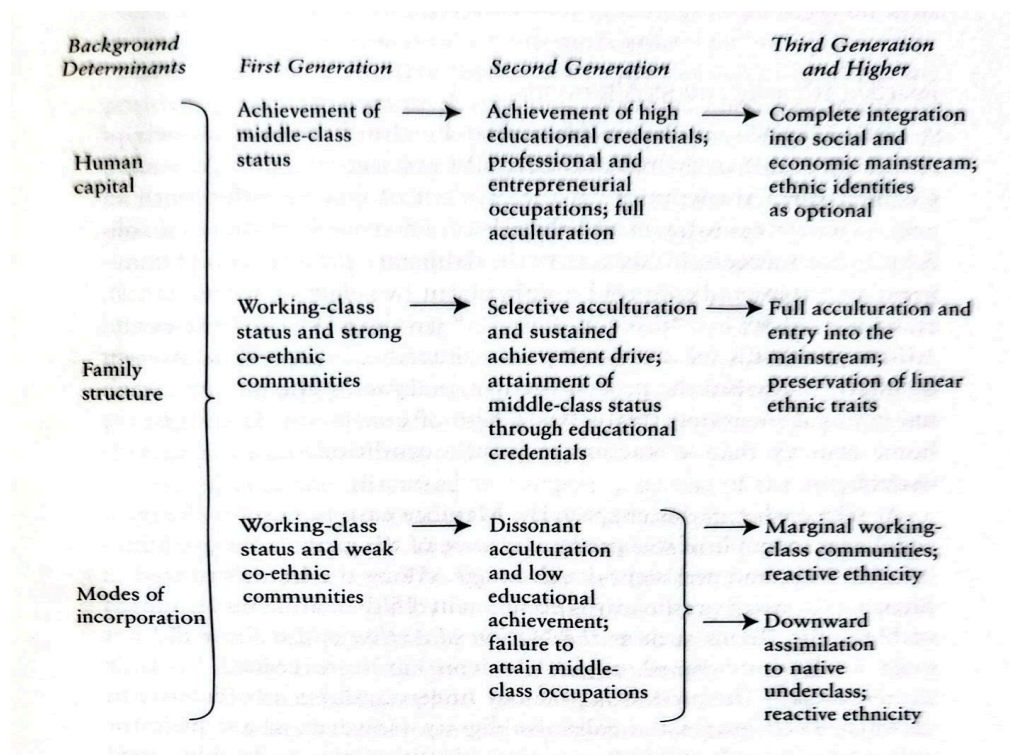 Background
Determinants
First Generation
Second Generation
Third Generation
and Higher
Human
capital
Family
structure
Modes of
incorporation
Achievement of
middle-class
status
Achievement of high
educational credentials;
professional and
entrepreneurial
occupations; full
acculturation
Complete integration
into social and
economic mainstream;
ethnic identities
as optional
Working-class
status and strong
co-ethnic
communities
Selective acculturation
and sustained
achievement drive;
attainment of
middle-class status
through educational
credentials
Full acculturation and
entry into the
mainstream;
preservation of linear
ethnic traits
Working-class
status and weak
co-ethnic
communities
Dissonant
acculturation
and low
educational
achievement;
failure to
attain middle-
class occupations
Marginal working-
class communities;
reactive ethnicity
Downward
assimilation
to native
underclass;
reactive ethnicity